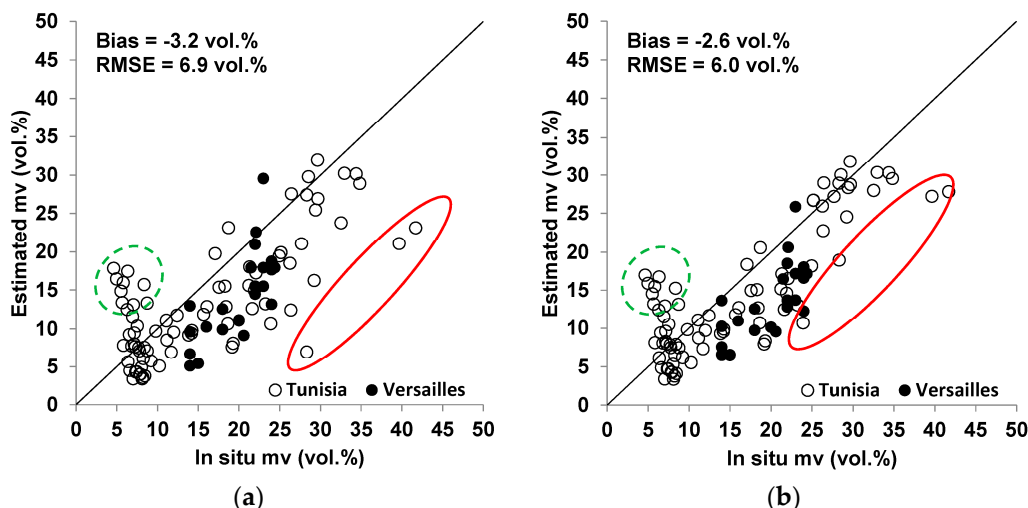 Bias = -3.2 vol.%
RMSE = 6.9 vol.%
Estimated mv (vol.%)
50
45
40
35
30
25
20
15
10
5
0
Tunisia Versailles
0 5 10 15 20 25 30 35 40 45 50
In situ mv (vol.%)
(a)
Bias = -2.6 vol.%
RMSE = 6.0 vol.%
Estimated mv (vol.%)
50
45
40
35
30
25
20
15
10
5
0
Tunisia Versailles
0 5 10 15 20 25 30 35 40 45 50
In situ mv (vol.%)
(b)